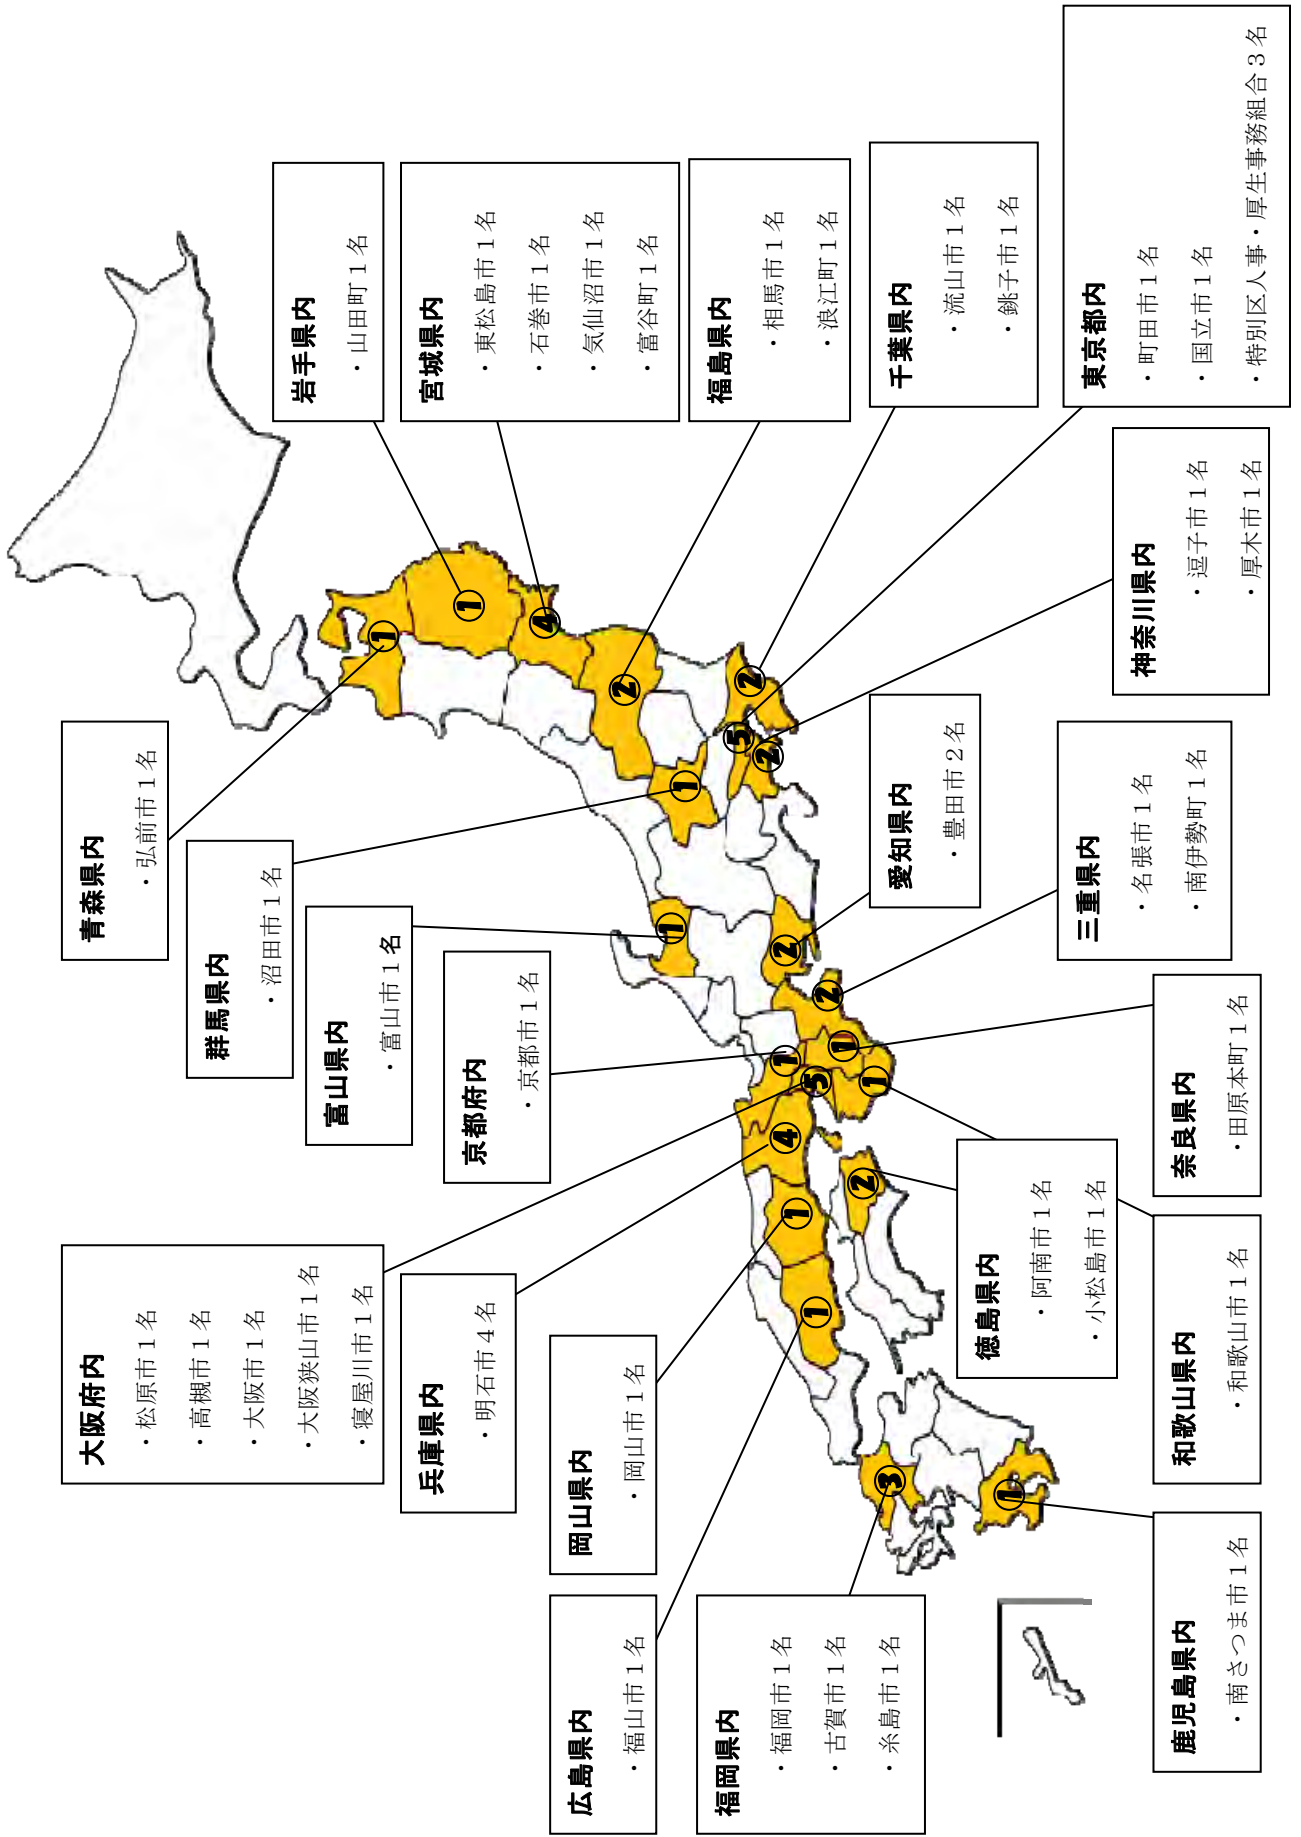 大阪府内
・松原市１名
・高槻市１名
・大阪市１名
・大阪狭山市１名
・寝屋川市１名
青森県内
・弘前市１名
群馬県内
・沼田市１名
富山県内
・富山市１名
京都府内
・京都市１名
兵庫県内
・明石市４名
岡山県内
・岡山市１名
広島県内
・福山市１名
福岡県内
・福岡市１名
・古賀市１名
・糸島市１名
岩手県内
・山田町１名
宮城県内
・東松島市１名
・石巻市１名
・気仙沼市１名
・富谷町１名
福島県内
・相馬市１名
・浪江町１名
千葉県内
・流山市１名
・銚子市１名
東京都内
・町田市１名
・国立市１名
・特別区人事・厚生事務組合３名
神奈川県内
・逗子市１名
・厚木市１名
愛知県内
・豊田市２名
三重県内
・名張市１名
・南伊勢町１名
奈良県内
・田原本町１名
徳島県内
・阿南市１名
・小松島市１名
和歌山県内
・和歌山市１名
鹿児島県内
・南さつま市１名
①
①
④
②
①
②
⑤
②
①
②
②
①
①
⑤
①
④
②
①
①
③
①